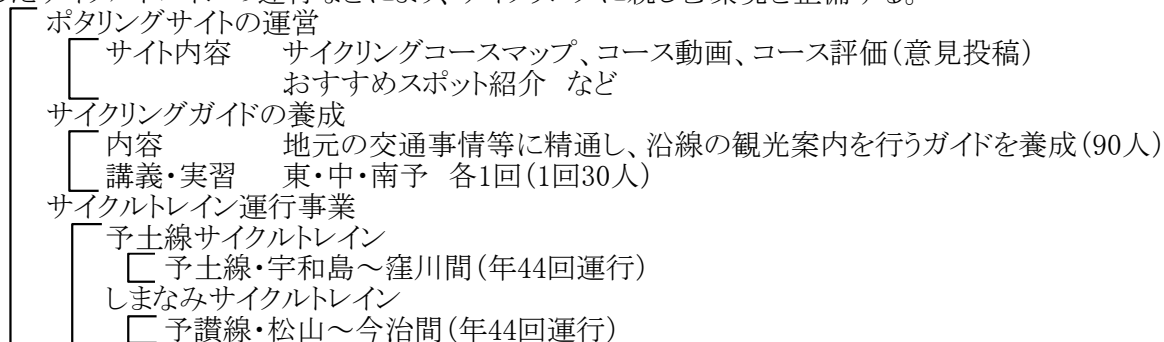 ポタリングサイトの運営
サイト内容　　サイクリングコースマップ、コース動画、コース評価(意見投稿)
おすすめスポット紹介　など
サイクリングガイドの養成
内容　　地元の交通事情等に精通し、沿線の観光案内を行うガイドを養成(90人)
講義・実習　　東・中・南予　各1回(1回30人)
サイクルトレイン運行事業
予土線サイクルトレイン
予土線・宇和島～窪川間(年44回運行)
しまなみサイクルトレイン
予讃線・松山～今治間(年44回運行)